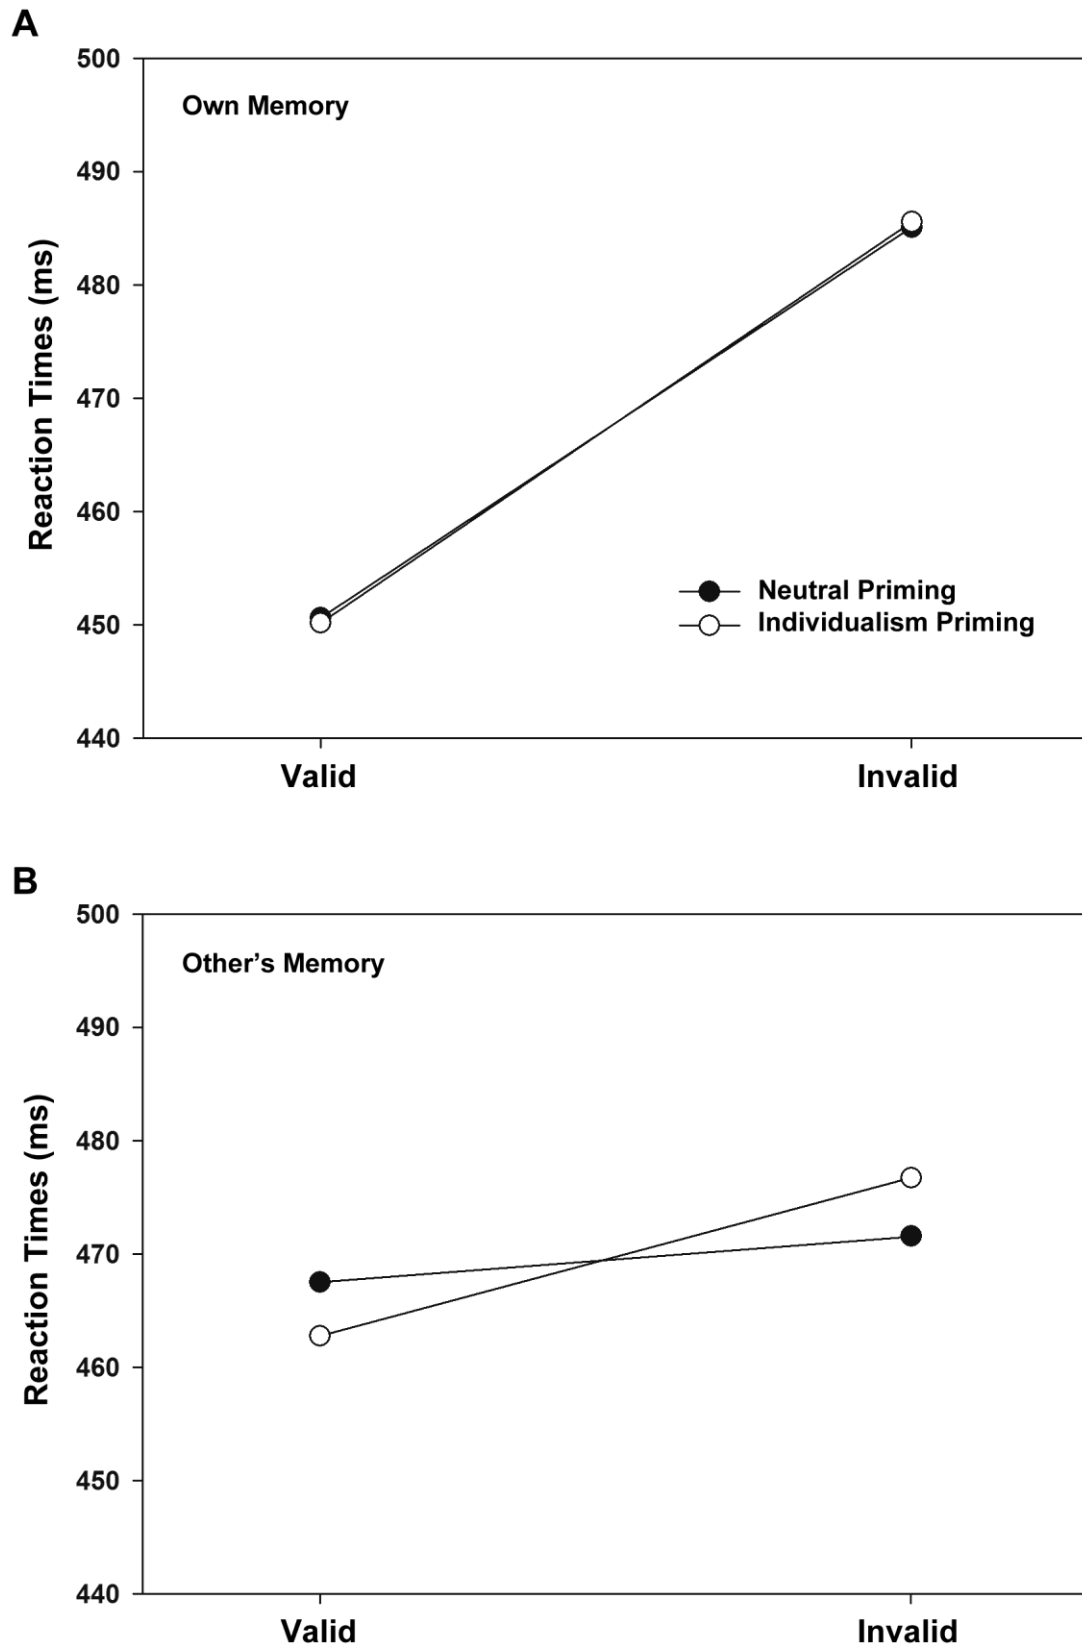 A
500
Own Memory
490
480
470
460
450
440
Reaction Times (ms)
Neutral Priming
Individualism Priming
Valid Invalid
B
500
Other’s Memory
490
480
470
460
450
440
Reaction Times (ms)
Valid Invalid